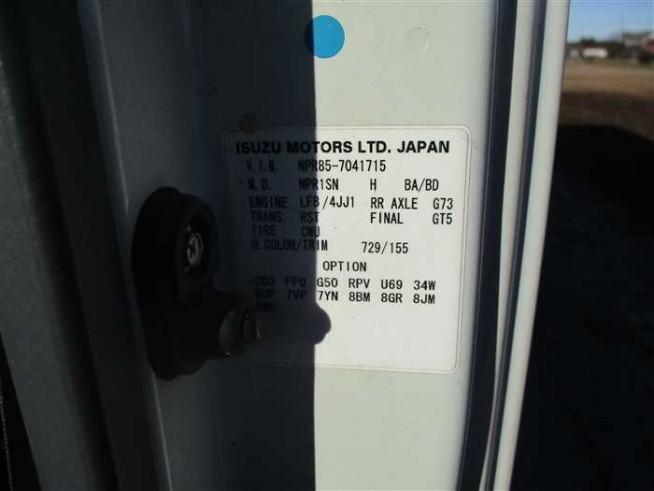 ISUZU MOTORS LTD. JAPAN
V.I.N. NPR85-7041715
M.D. NPR1SN H BA/BD
ENGINE LFB/4JJ1 RR AXLE G73
TRANS. RST FINAL GT5
TIRE CWU
B.COLOR/TRIM 729/155
OPTION
C60 FF0 G50 RPV U69 34W
7VP 7YN 8BM 8GR 8JM